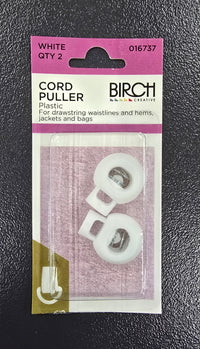 WHITE
QTY 2
016737
CORD
PULLER
Plastic
BIRCH
CREATIVE
For drawstring waistlines and hems,
jackets and bags